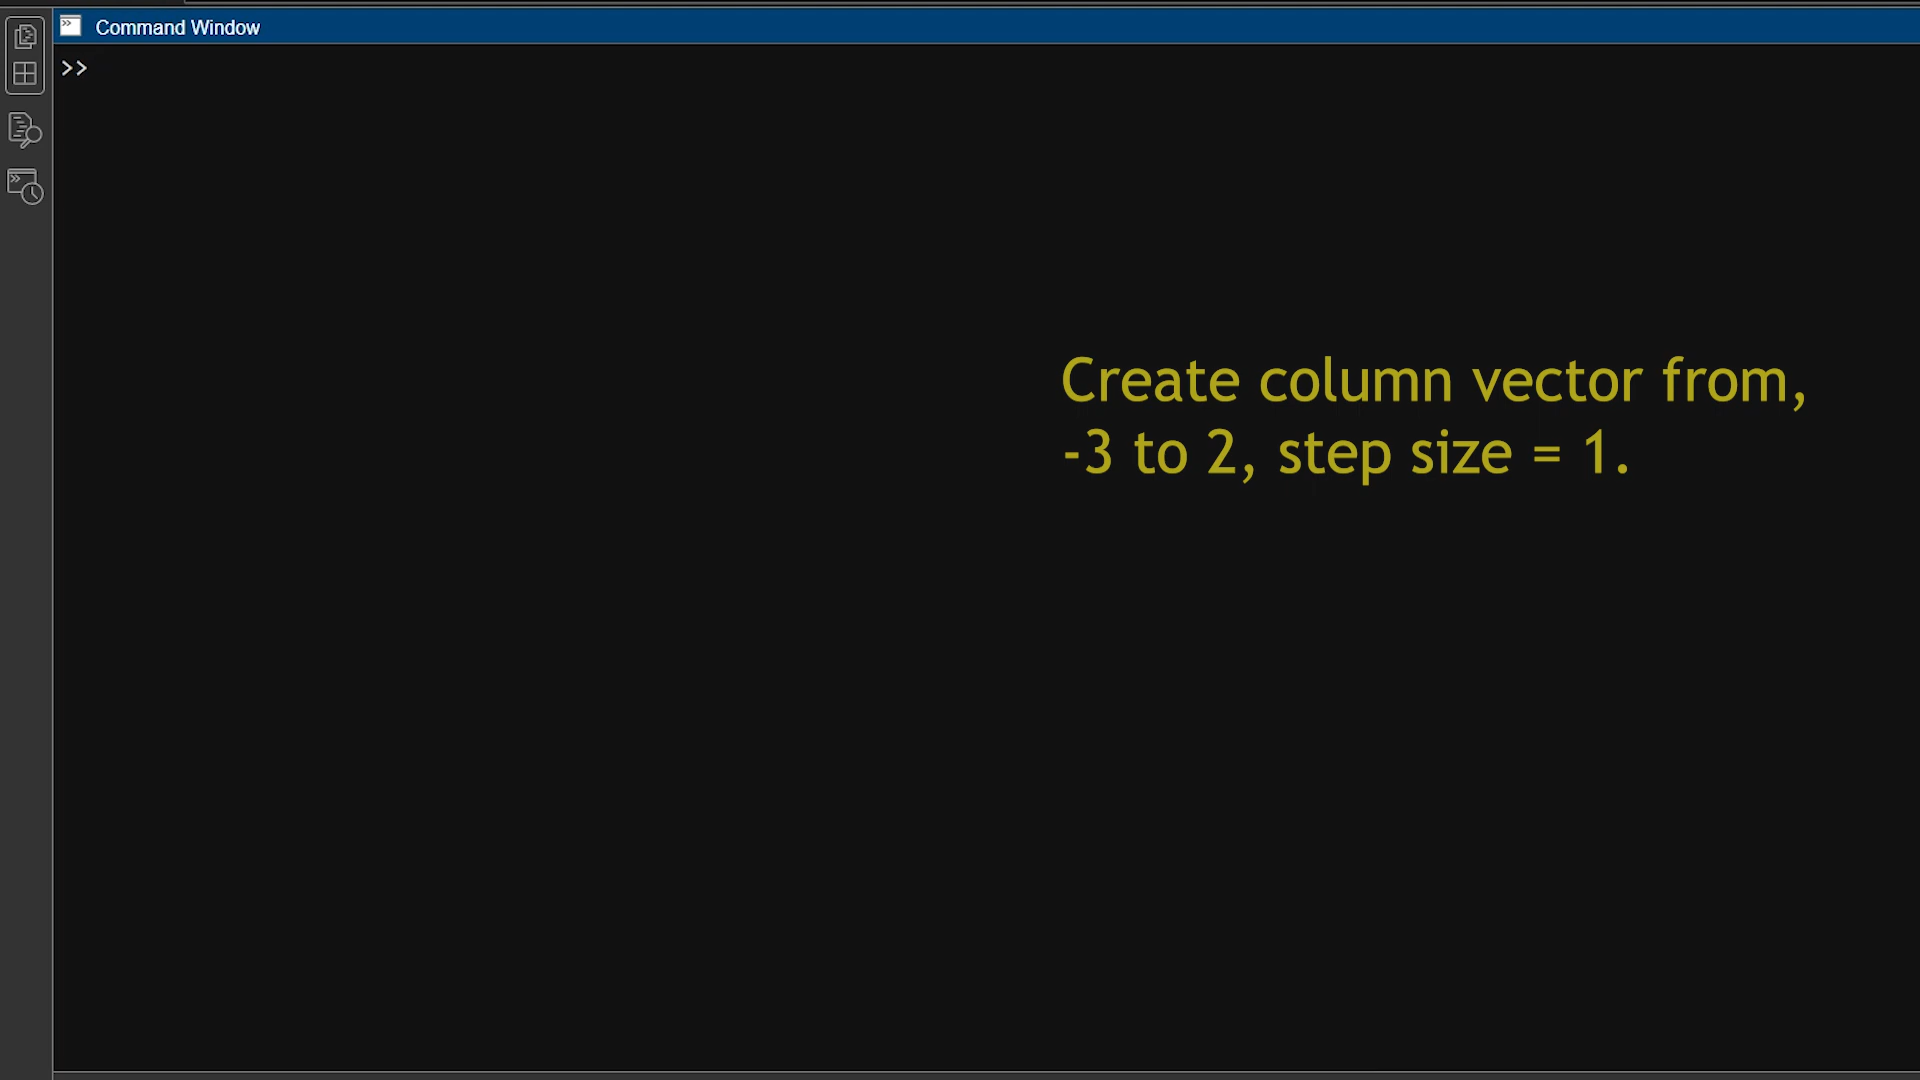 Command Window
>>
Create column vector from,
-3 to 2, step size = 1.